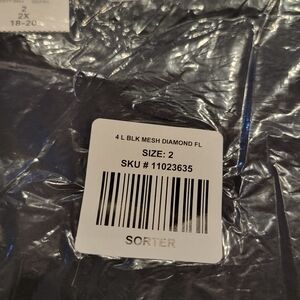 2
2X
18-20
4 L BLK MESH DIAMOND FL
SIZE: 2
SKU # 11023635
SORTER